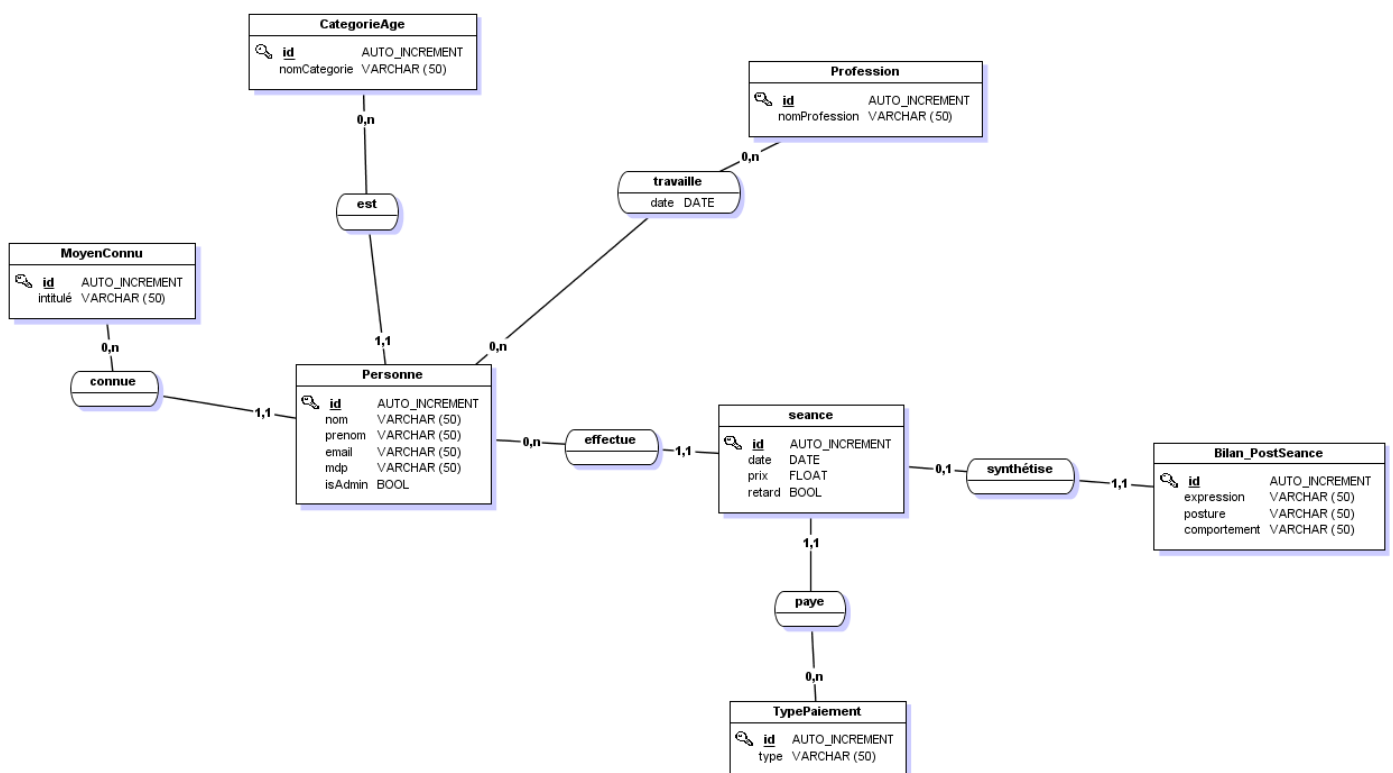 CategorieAge
id AUTO_INCREMENT
nomCategorie VARCHAR (50)
0,n
est
1,1
Profession
id AUTO_INCREMENT
nomProfession VARCHAR (50)
0,n
travaille
date DATE
0,n
MoyenConnu
id AUTO_INCREMENT
intitulé VARCHAR (50)
0,n
connue
1,1
Personne
id AUTO_INCREMENT
nom VARCHAR (50)
prenom VARCHAR (50)
email VARCHAR (50)
mdp VARCHAR (50)
isAdmin BOOL
0,n
effectue
1,1
seance
id AUTO_INCREMENT
date DATE
prix FLOAT
retard BOOL
0,1
synthétise
1,1
Bilan_PostSeance
id AUTO_INCREMENT
expression VARCHAR (50)
posture VARCHAR (50)
comportement VARCHAR (50)
1,1
paye
0,n
TypePaiement
id AUTO_INCREMENT
type VARCHAR (50)